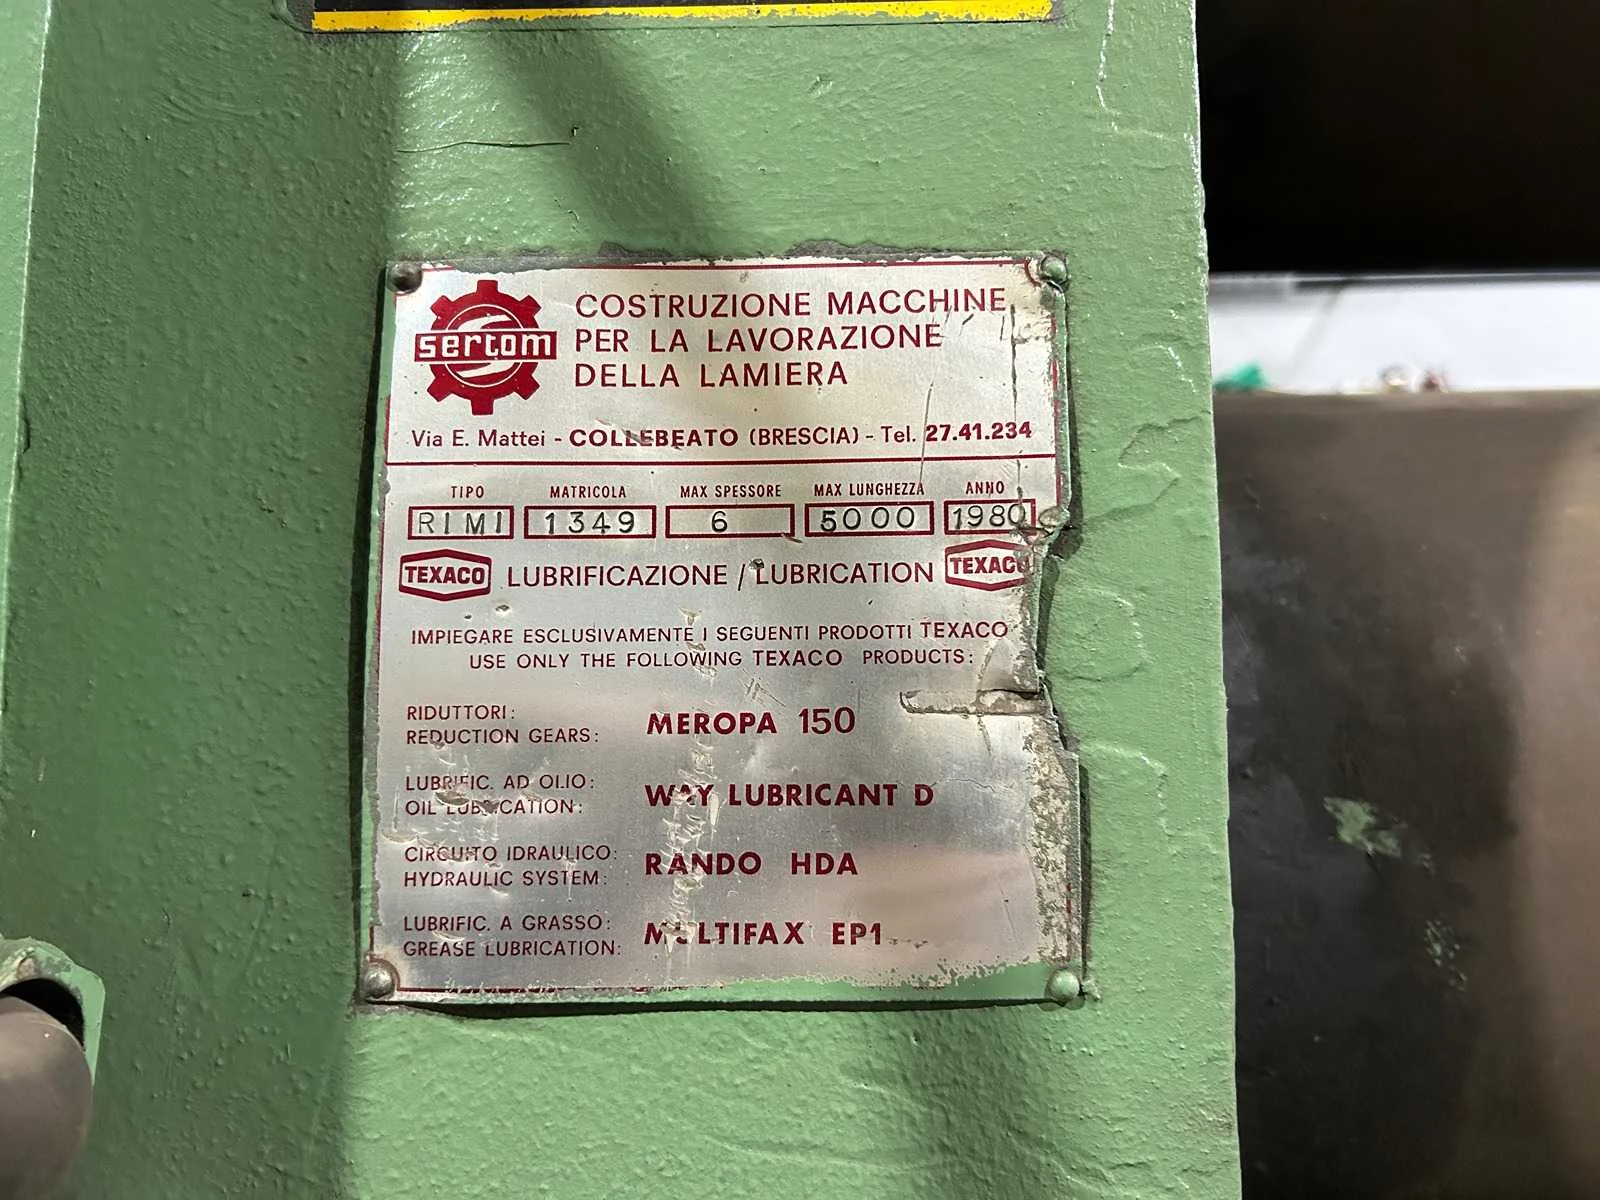 sertom
COSTRUZIONE MACCHINE
PER LA LAVORAZIONE
DELLA LAMIERA
Via E. Mattei - COLLEBEATO (BRESCIA) - Tel. 27.41.234
TIPO MATRICOLA MAX SPESSORE MAX LUNGHEZZA ANNO
RIMI 1349 6 5000 1980
TEXACO LUBRIFICAZIONE / LUBRICATION TEXACO
IMPIEGARE ESCLUSIVAMENTE I SEGUENTI PRODOTTI TEXACO
USE ONLY THE FOLLOWING TEXACO PRODUCTS:
RIDUTTORI:
REDUCTION GEARS: MEROPA 150
LUBRIFIC. AD OLIO:
OIL LUBRICATION: WAY LUBRICANT D
CIRCUITO IDRAULICO:
HYDRAULIC SYSTEM: RANDO HDA
LUBRIFIC. A GRASSO:
GREASE LUBRICATION: MULTIFAX EP1